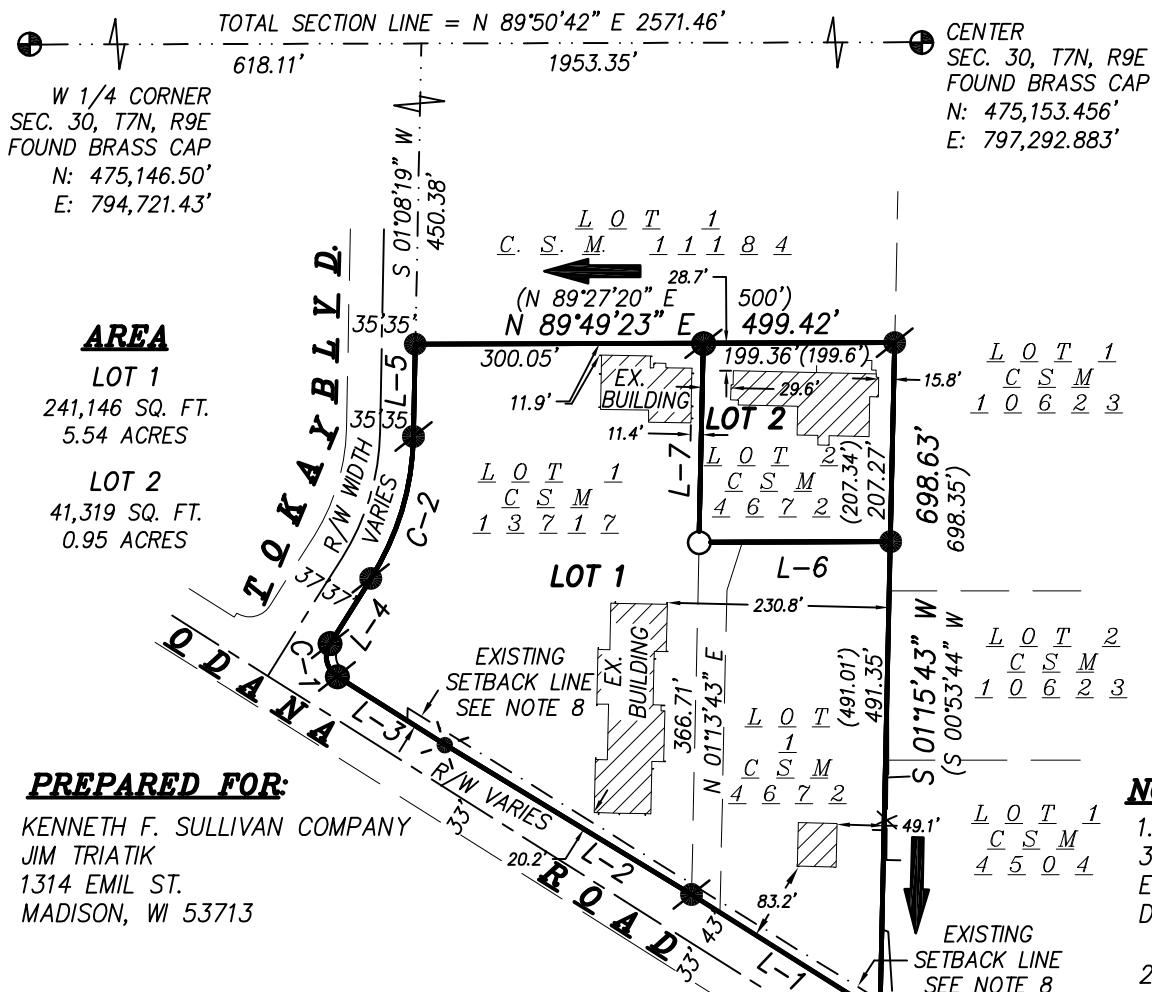 TOTAL SECTION LINE = N 89°50'42" E 2571.46'
618.11'
1953.35'
W 1/4 CORNER
SEC. 30, T7N, R9E
FOUND BRASS CAP
N: 475,146.50'
E: 794,721.43'
CENTER
SEC. 30, T7N, R9E
FOUND BRASS CAP
N: 475,153.456'
E: 797,292.883'
S 01°08'19" W
450.38'
LOT 1
C. S. M. 11184
28.7'
(N 89°27'20" E 500')
N 89°49'23" E 499.42'
300.05'
199.36'(199.6')
35' 35'
L-5
35' 35'
TOKAY BLVD.
R/W WIDTH
VARIES
C-2
37' 37'
L-4
C-1
AREA
LOT 1
241,146 SQ. FT.
5.54 ACRES
LOT 2
41,319 SQ. FT.
0.95 ACRES
EX.
BUILDING
11.9'
11.4'
L-7
29.6'
15.8'
LOT 2
LOT 2
CSM
4672
(207.34')
207.27'
698.63'
698.35')
LOT 1
CSM
10623
LOT 1
CSM
13717
LOT 1
L-6
230.8'
EX.
BUILDING
EXISTING
SETBACK LINE
SEE NOTE 8
366.71'
N 01°13'43" E
LOT
1
CSM
4672
(491.01')
491.35'
S 01°15'43" W
(S 00°53'44" W
LOT 2
CSM
10623
LOT 1
CSM
4504
49.1'
83.2'
ODANA
ROAD
L-3
R/W VARIES
33'
20.2'
L-2
43'
33'
L-1
EXISTING
SETBACK LINE
SEE NOTE 8
PREPARED FOR:
KENNETH F. SULLIVAN COMPANY
JIM TRIATIK
1314 EMIL ST.
MADISON, WI 53713
1.
3
E
D
2